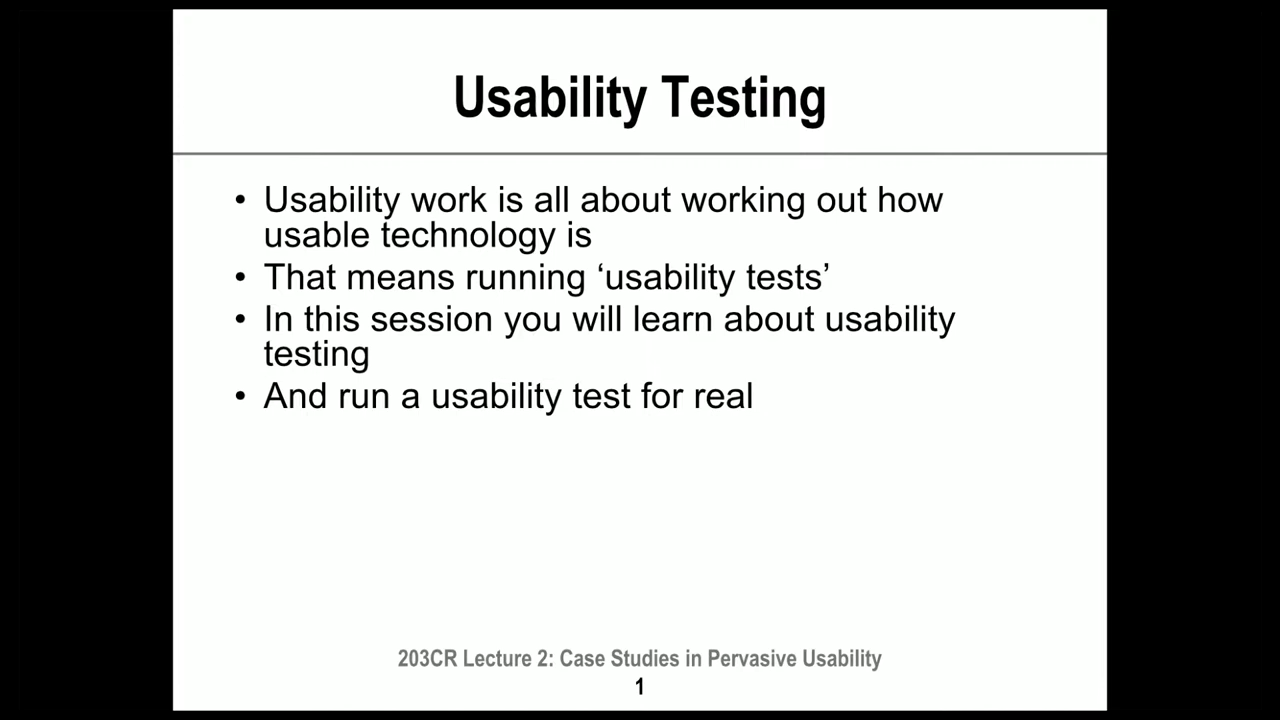 Usability Testing
• Usability work is all about working out how
usable technology is
• That means running ‘usability tests’
• In this session you will learn about usability
testing
• And run a usability test for real
203CR Lecture 2: Case Studies in Pervasive Usability
1